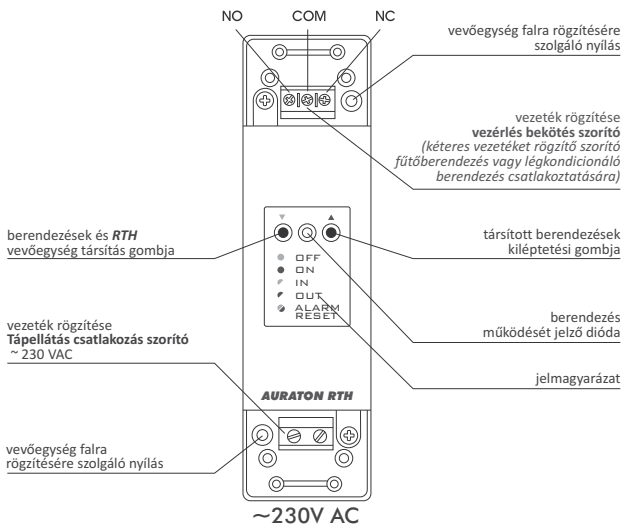 NO COM NC
vevőegység falra rögzítésére
szolgáló nyílás
vezeték rögzítése
vezérlés bekötés szorító
(kéteres vezetéket rögzítő szorító
fűtőberendezés vagy légkondicionáló
berendezés csatlakoztatására)
berendezések és RTH
vevőegység társítás gombja
társított berendezések
kiléptetési gombja
OFF
ON
IN
OUT
ALARM
RESET
vezeték rögzítése
Tápellátás csatlakozás szorító
~ 230 VAC
berendezés
működését jelző dióda
jelmagyarázat
AURATON RTH
vevőegység falra
rögzítésére szolgáló nyílás
~230V AC